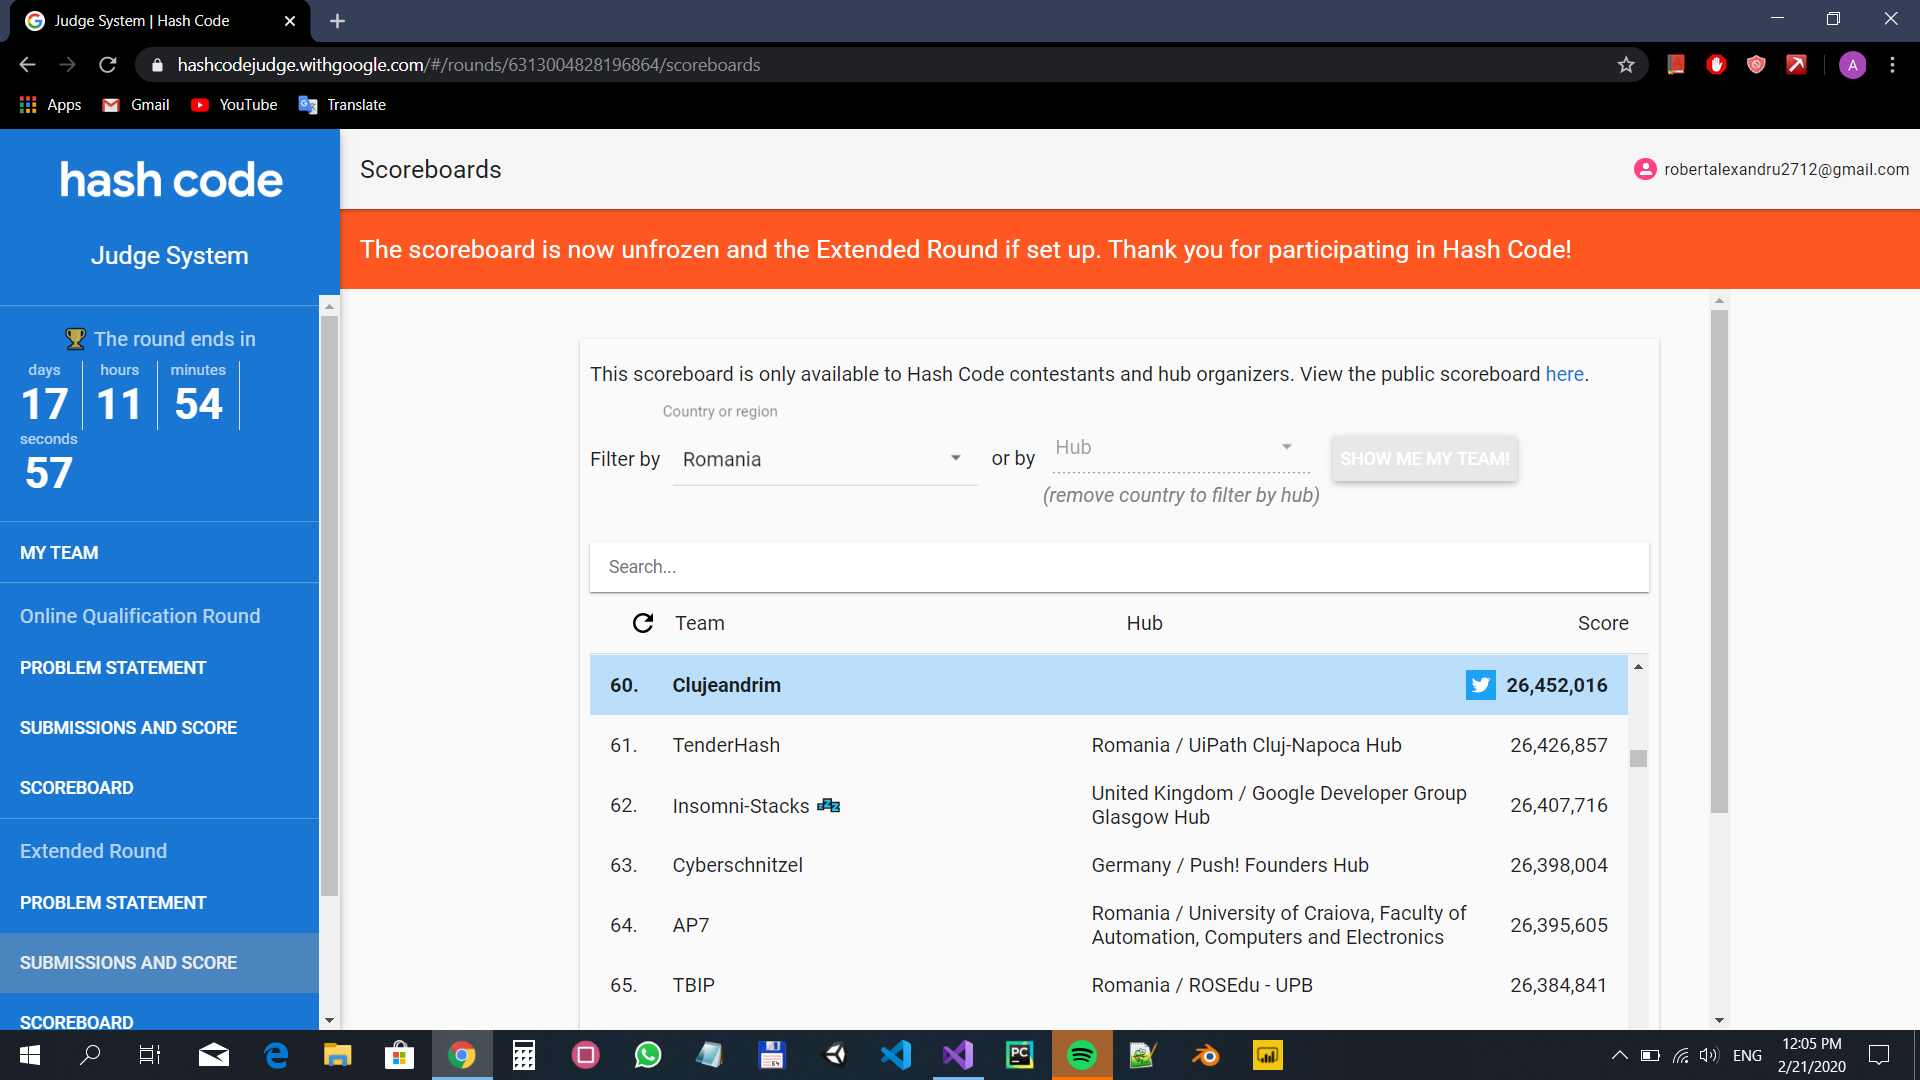 Judge System | Hash Code
hashcodejudge.withgoogle.com/#/rounds/6313004828196864/scoreboards
A
Apps
Gmail
YouTube
Translate
hash code
Judge System
The round ends in
days
hours
minutes
17
11
54
seconds
57
MY TEAM
Online Qualification Round
PROBLEM STATEMENT
SUBMISSIONS AND SCORE
SCOREBOARD
Extended Round
PROBLEM STATEMENT
SUBMISSIONS AND SCORE
SCOREBOARD
Scoreboards
robertalexandru2712@gmail.com
The scoreboard is now unfrozen and the Extended Round if set up. Thank you for participating in Hash Code!
This scoreboard is only available to Hash Code contestants and hub organizers. View the public scoreboard here.
Country or region
Filter by
Romania
or by
Hub
SHOW ME MY TEAM!
(remove country to filter by hub)
Search...
Team Hub Score
60. Clujeandrim 26,452,016
61. TenderHash Romania / UiPath Cluj-Napoca Hub 26,426,857
62. Insomni-Stacks 💤 United Kingdom / Google Developer Group 26,407,716
Glasgow Hub
63. Cyberschnitzel Germany / Push! Founders Hub 26,398,004
64. AP7 Romania / University of Craiova, Faculty of 26,395,605
Automation, Computers and Electronics
65. TBIP Romania / ROSEdu - UPB 26,384,841
64
PC
ENG
12:05 PM
2/21/2020